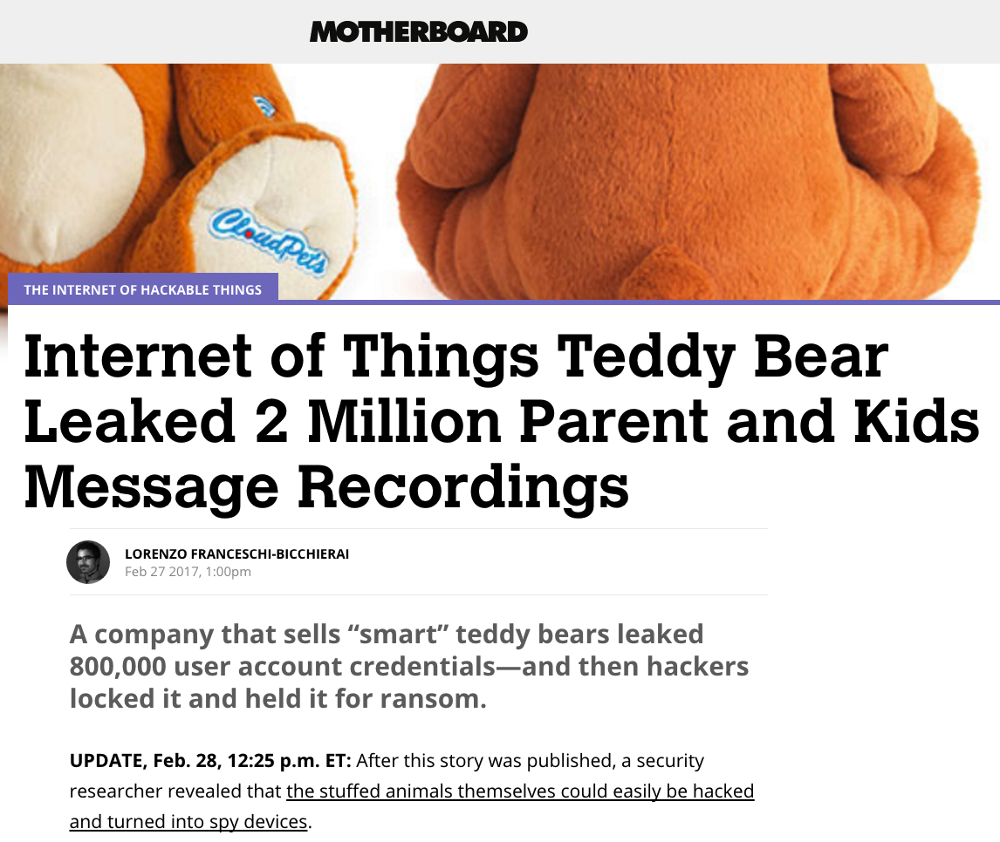 MOTHERBOARD
CloudPets
THE INTERNET OF HACKABLE THINGS
Internet of Things Teddy Bear
Leaked 2 Million Parent and Kids
Message Recordings
LORENZO FRANCESCHI-BICCHIERAI
Feb 27 2017, 1:00pm
A company that sells “smart” teddy bears leaked
800,000 user account credentials—and then hackers
locked it and held it for ransom.
UPDATE, Feb. 28, 12:25 p.m. ET: After this story was published, a security
researcher revealed that the stuffed animals themselves could easily be hacked
and turned into spy devices.